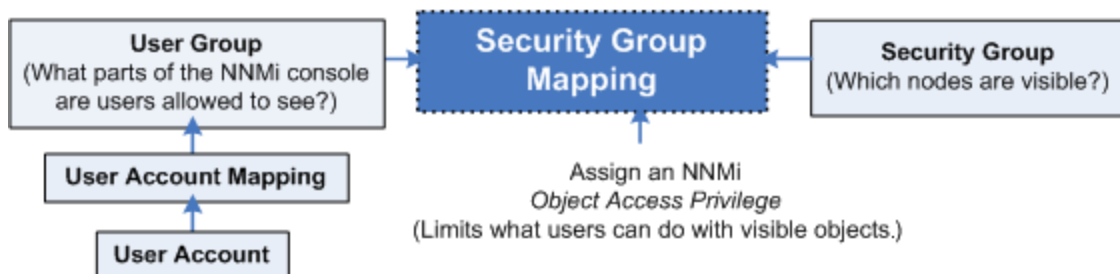 User Group
(What parts of the NNMi console
are users allowed to see?)
Security Group
Mapping
Security Group
(Which nodes are visible?)
User Account Mapping
User Account
Assign an NNMi
Object Access Privilege
(Limits what users can do with visible objects.)